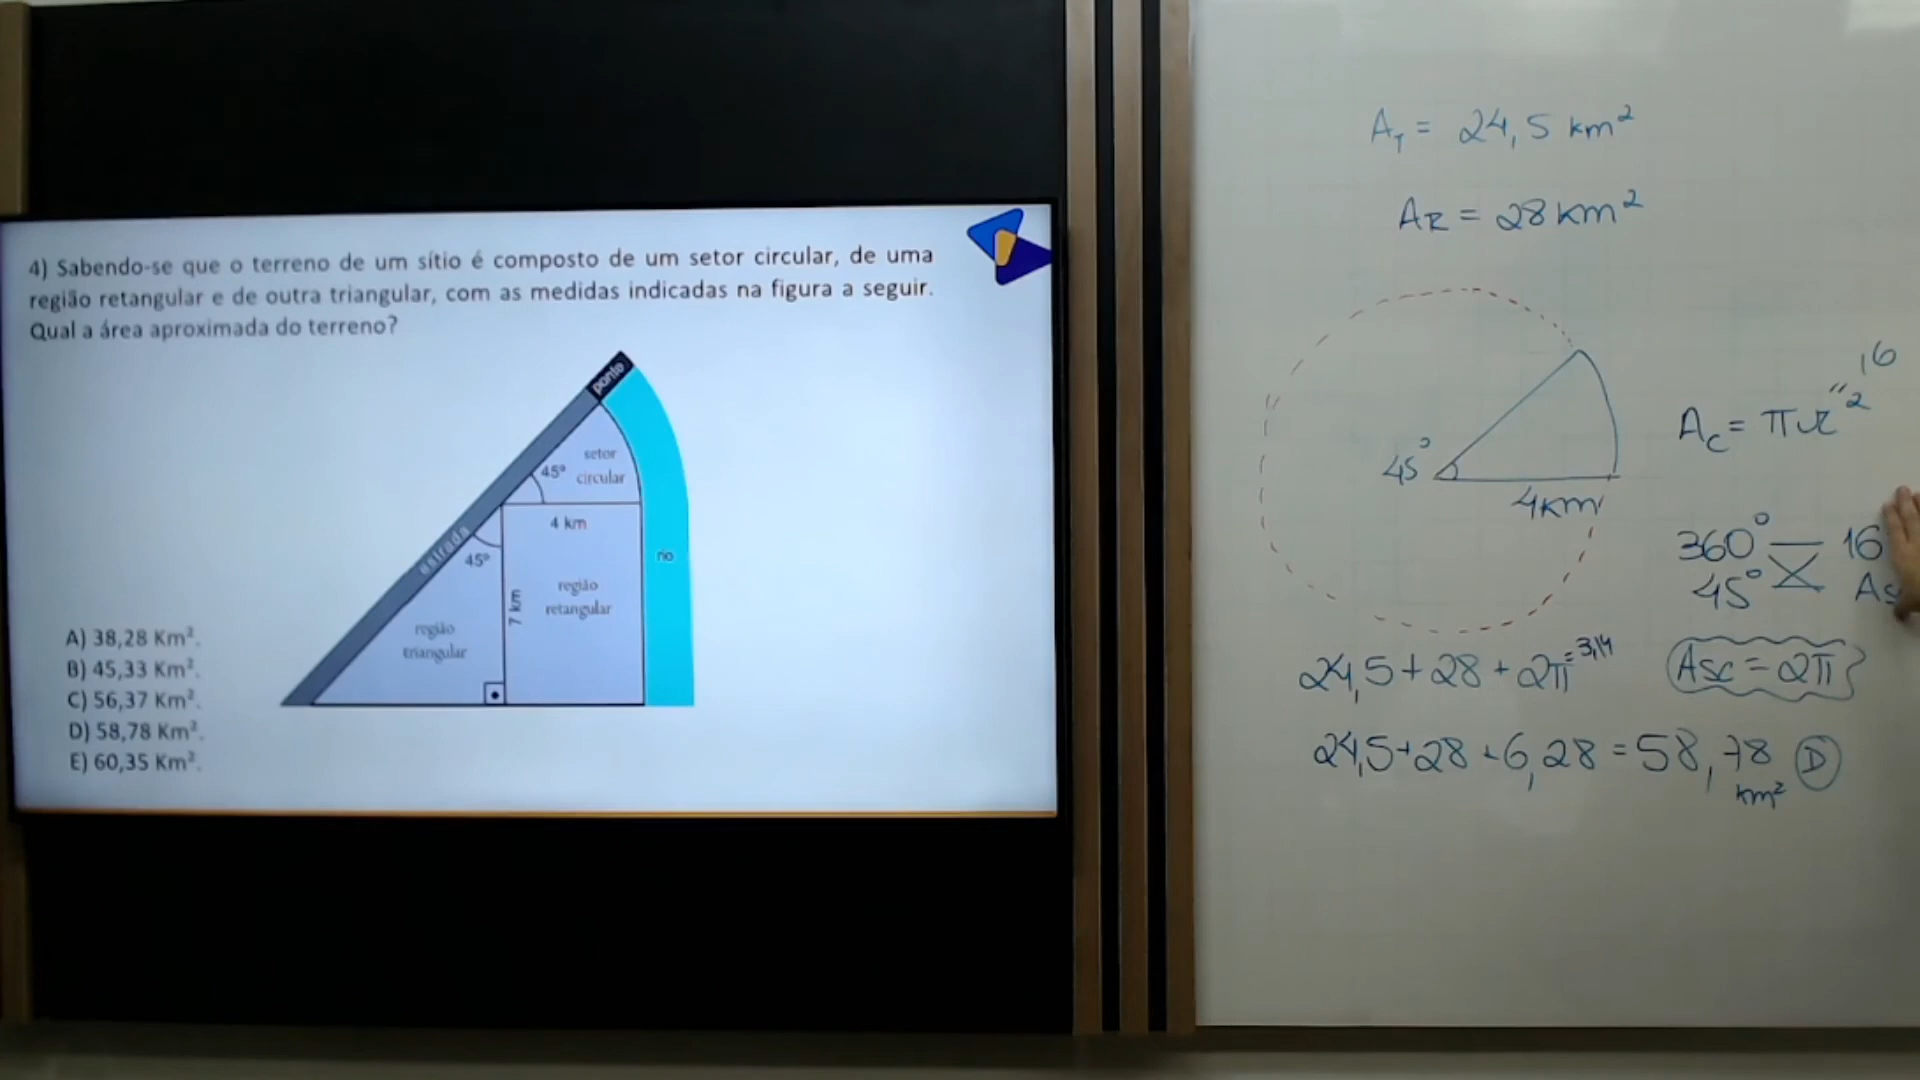 4) Sabendo-se que o terreno de um sítio é composto de um setor circular, de uma
região retangular e de outra triangular, com as medidas indicadas na figura a seguir.
Qual a área aproximada do terreno?
ponte
setor
circular
45º
4 km
estrada
45º
rio
7 km
região
retangular
região
triangular
A) 38,28 Km².
B) 45,33 Km².
C) 56,37 Km².
D) 58,78 Km².
E) 60,35 Km².
A_T = 24,5 km²
A_R = 28 km²
16
"
A_C = πr²
45°
4km
360° — 16
45° As
24,5 + 28 + 2π = 3,14
Asc = 2π
24,5 + 28 + 6,28 = 58,78 D
km²